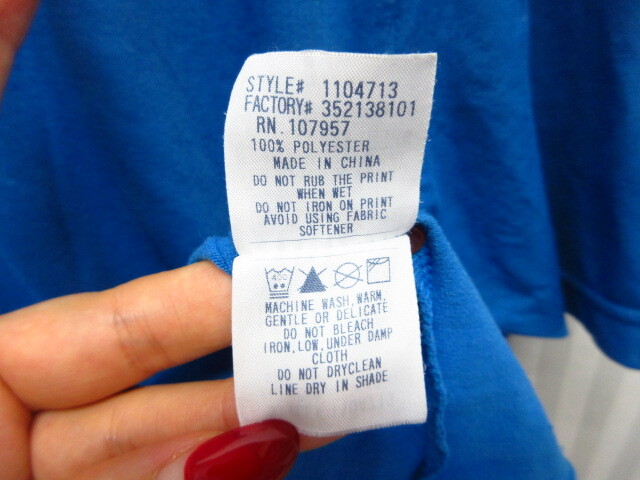 STYLE# 1104713
FACTORY# 352138101
RN. 107957
100% POLYESTER
MADE IN CHINA
DO NOT RUB THE PRINT
WHEN WET
DO NOT IRON ON PRINT
AVOID USING FABRIC
SOFTENER
MACHINE WASH, WARM,
GENTLE OR DELICATE
DO NOT BLEACH
IRON, LOW, UNDER DAMP
CLOTH
DO NOT DRYCLEAN
LINE DRY IN SHADE